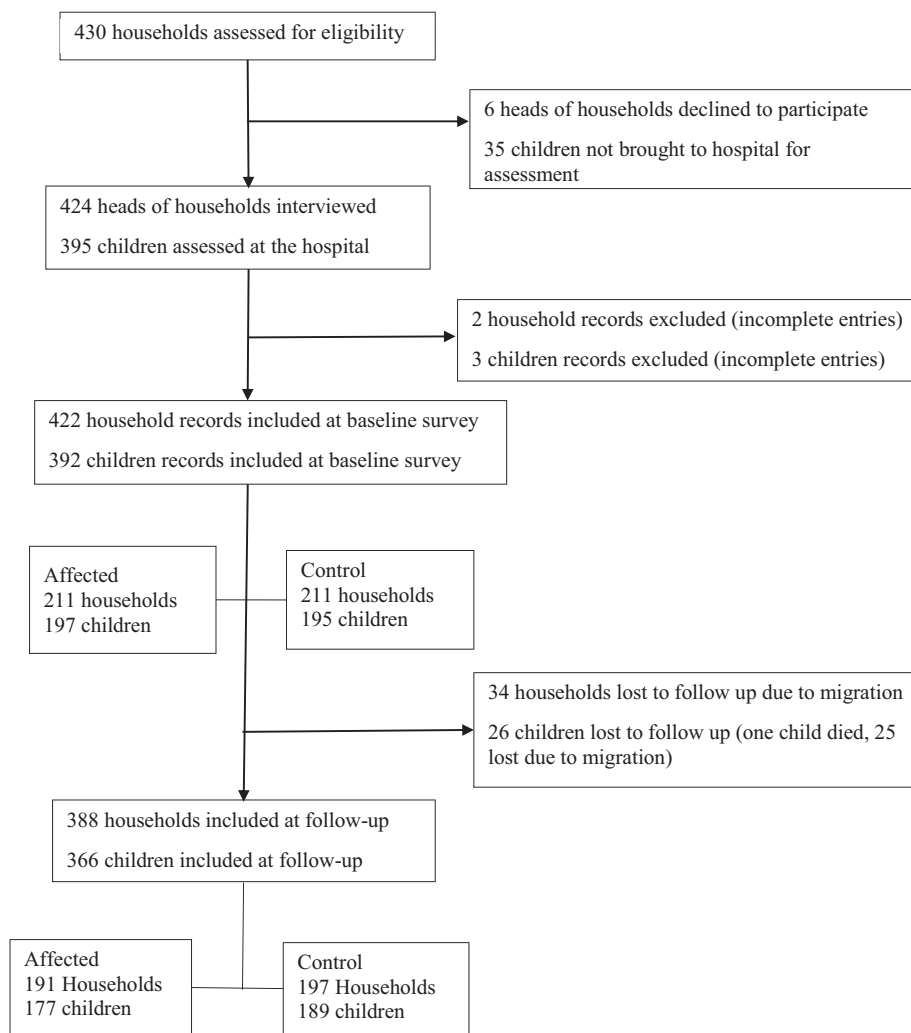 430 households assessed for eligibility
6 heads of households declined to participate
35 children not brought to hospital for
assessment
424 heads of households interviewed
395 children assessed at the hospital
2 household records excluded (incomplete entries)
3 children records excluded (incomplete entries)
422 household records included at baseline survey
392 children records included at baseline survey
Affected
211 households
197 children
Control
211 households
195 children
34 households lost to follow up due to migration
26 children lost to follow up (one child died, 25
lost due to migration)
388 households included at follow-up
366 children included at follow-up
Affected
191 Households
177 children
Control
197 Households
189 children